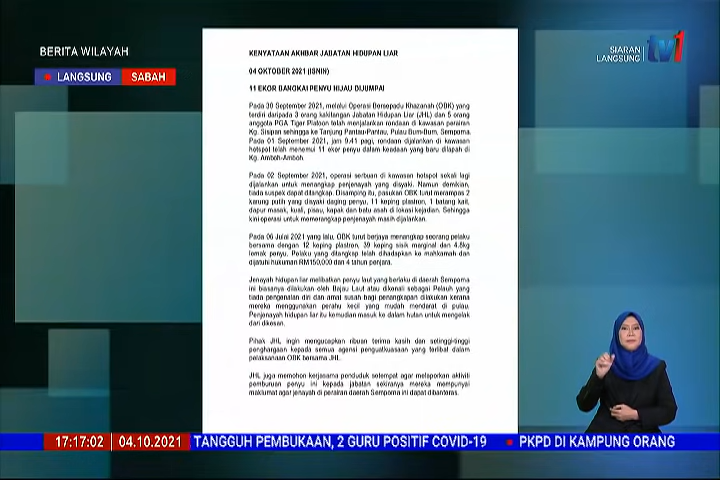 BERITA WILAYAH
LANGSUNG SABAH
SIARAN
LANGSUNG tv1
KENYATAAN AKHBAR JABATAN HIDUPAN LIAR
04 OKTOBER 2021 (ISNIN)
11 EKOR BANGKAI PENYU HIJAU DIJUMPAI
Pada 30 September 2021, melalui Operasi Bersepadu Khazanah (OBK) yang
terdiri daripada 3 orang kakitangan Jabatan Hidupan Liar (JHL) dan 5 orang
anggota PGA Tiger Platoon telah menjalankan rondaan di kawasan perairan
Kg. Sisipan sehingga ke Tanjung Pantau-Pantau, Pulau Bum-Bum, Semporna.
Pada 01 September 2021, jam 9.41 pagi, rondaan dijalankan di kawasan
hotspot telah menemui 11 ekor penyu dalam keadaan yang baru dilapah di
Kg. Amboh-Amboh.
Pada 02 September 2021, operasi serbuan di kawasan hotspot sekali lagi
dijalankan untuk menangkap penjenayah yang disyaki. Namun demikian,
tiada suspek dapat ditangkap. Disamping itu, pasukan OBK turut merampas 2
karung putih yang disyaki daging penyu, 11 keping plastron, 1 batang kail,
dapur masak, kuali, pisau, kapak dan batu asah di lokasi kejadian. Sehingga
kini operasi untuk memerangkap penjenayah masih dijalankan.
Pada 06 Julai 2021 yang lalu, OBK turut berjaya menangkap seorang pelaku
bersama dengan 12 keping plastron, 39 keping sisik marginal dan 4.6kg
lemak penyu. Pelaku yang ditangkap telah dihadapkan ke mahkamah dan
dijatuhi hukuman RM150,000 dan 4 tahun penjara.
Jenayah hidupan liar melibatkan penyu laut yang berlaku di daerah Semporna
ini biasanya dilakukan oleh Bajau Laut atau dikenali sebagai Pelauh yang
tiada pengenalan diri dan amat susah bagi penangkapan dilakukan kerana
mereka menggunakan perahu kecil yang mudah mendarat di pulau.
Penjenayah hidupan liar itu kemudian masuk ke dalam hutan untuk mengelak
dari dikesan.
Pihak JHL ingin mengucapkan ribuan terima kasih dan setinggi-tinggi
penghargaan kepada semua agensi penguatkuasaan yang terlibat dalam
pelaksanaan OBK bersama JHL.
JHL juga memohon kerjasama penduduk setempat agar melaporkan aktiviti
pemburuan penyu ini kepada jabatan sekiranya mereka mempunyai
maklumat agar jenayah di perairan daerah Semporna ini dapat dibanteras.
17:17:02 04.10.2021 TANGGUH PEMBUKAAN, 2 GURU POSITIF COVID-19 PKPD DI KAMPUNG ORANG